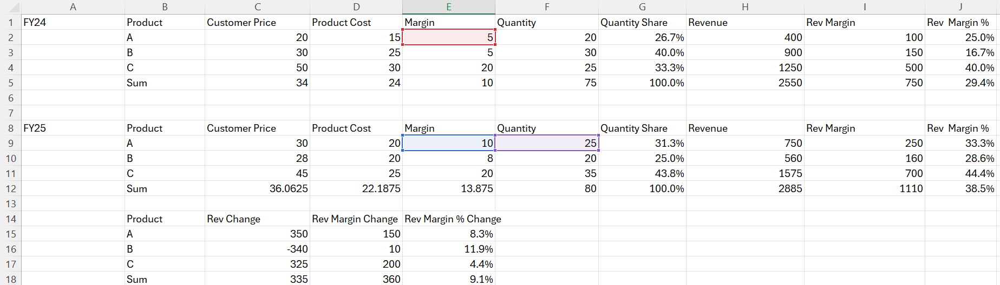 A B C D E F G H I J
1 FY24 Product Customer Price Product Cost Margin Quantity Quantity Share Revenue Rev Margin Rev  Margin %
2 A 20 15 5 20 26.7% 400 100 25.0%
3 B 30 25 5 30 40.0% 900 150 16.7%
4 C 50 30 20 25 33.3% 1250 500 40.0%
5 Sum 34 24 10 75 100.0% 2550 750 29.4%
6
7
8 FY25 Product Customer Price Product Cost Margin Quantity Quantity Share Revenue Rev Margin Rev  Margin %
9 A 30 20 10 25 31.3% 750 250 33.3%
10 B 28 20 8 20 25.0% 560 160 28.6%
11 C 45 25 20 35 43.8% 1575 700 44.4%
12 Sum 36.0625 22.1875 13.875 80 100.0% 2885 1110 38.5%
13
14 Product Rev Change Rev Margin Change Rev Margin % Change
15 A 350 150 8.3%
16 B -340 10 11.9%
17 C 325 200 4.4%
18 Sum 335 360 9.1%